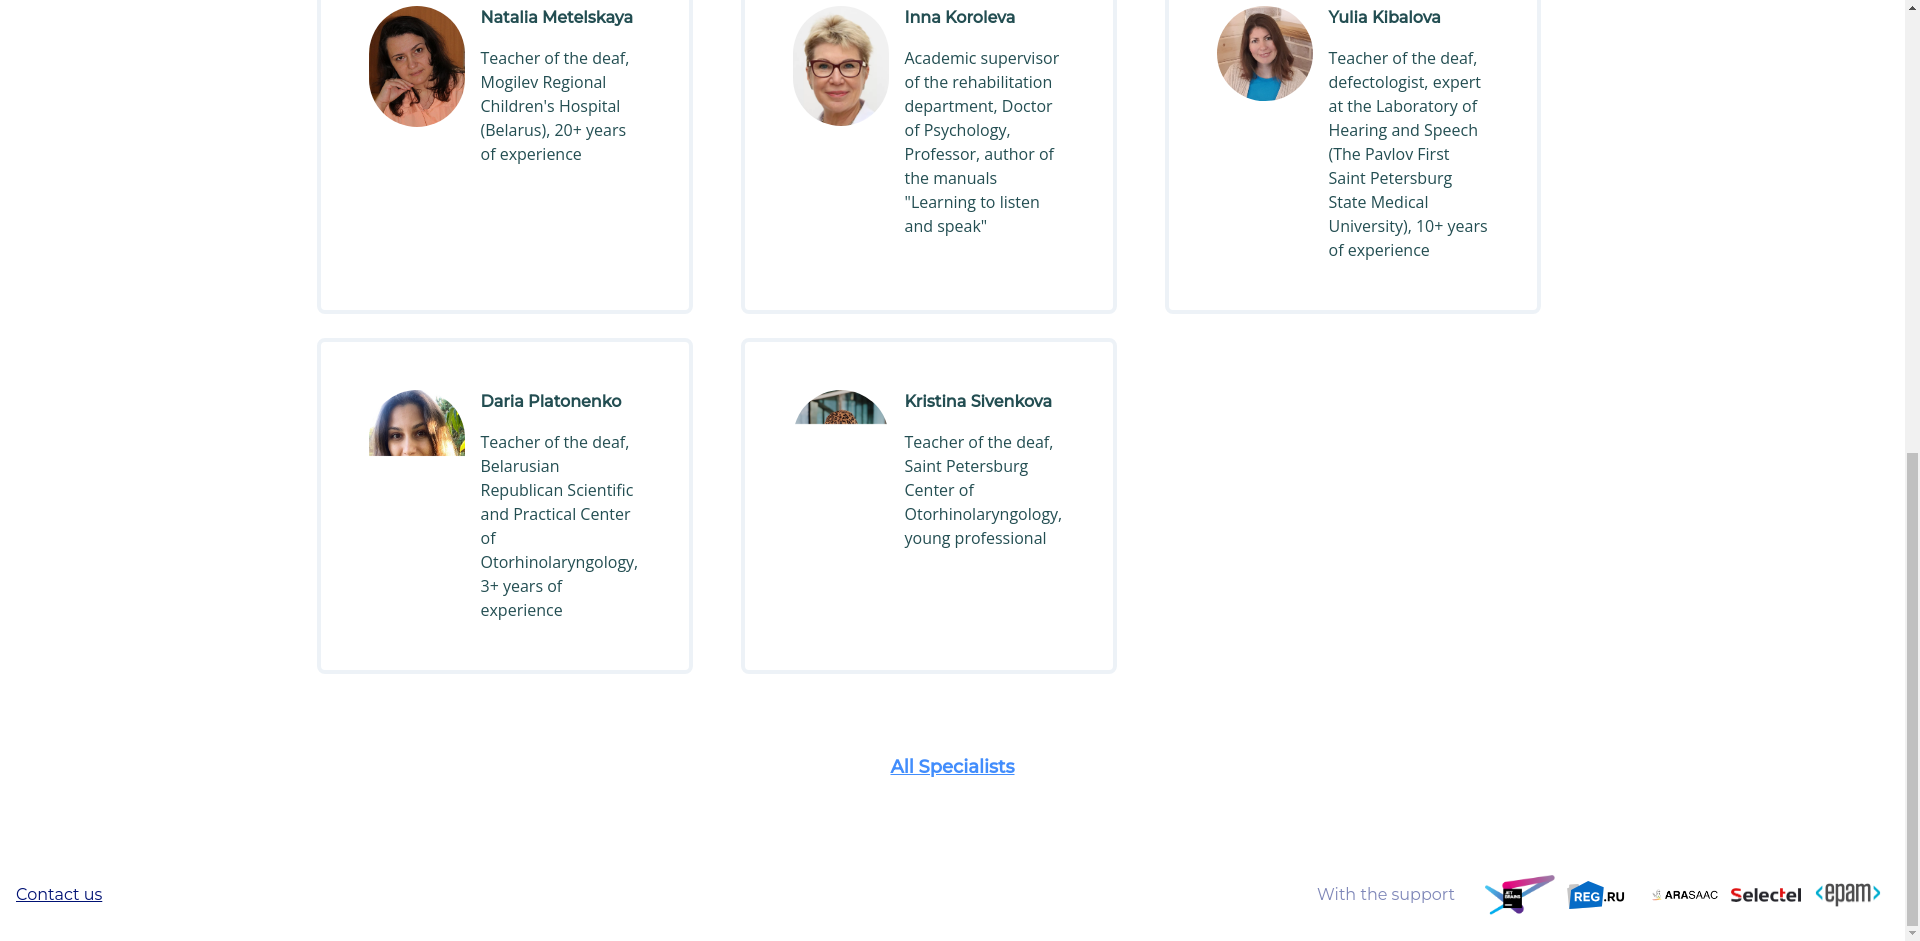 Natalia Metelskaya
Teacher of the deaf,
Mogilev Regional
Children's Hospital
(Belarus), 20+ years
of experience
Inna Koroleva
Academic supervisor
of the rehabilitation
department, Doctor
of Psychology,
Professor, author of
the manuals
"Learning to listen
and speak"
Yulia Kibalova
Teacher of the deaf,
defectologist, expert
at the Laboratory of
Hearing and Speech
(The Pavlov First
Saint Petersburg
State Medical
University), 10+ years
of experience
Daria Platonenko
Teacher of the deaf,
Belarusian
Republican Scientific
and Practical Center
of
Otorhinolaryngology,
3+ years of
experience
Kristina Sivenkova
Teacher of the deaf,
Saint Petersburg
Center of
Otorhinolaryngology,
young professional
All Specialists
Contact us
With the support
JET
BRAINS
REG.RU
ARASAAC
Selectel
<epam>